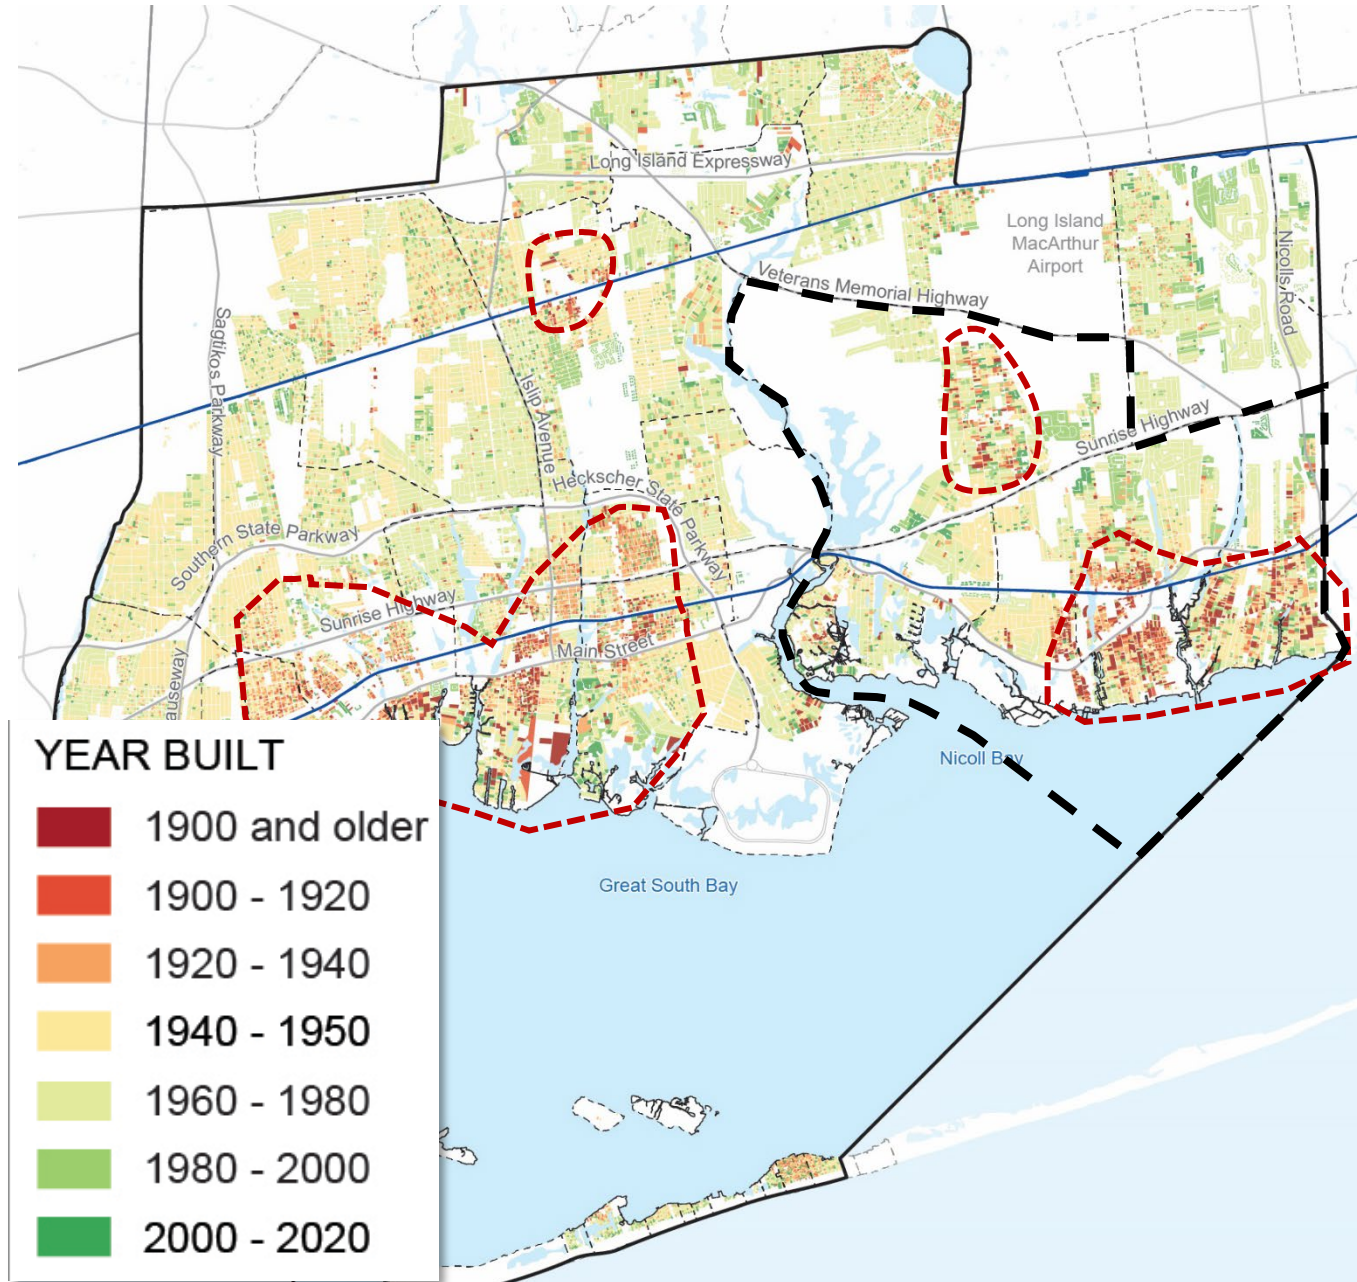 Long Island Expressway
Long Island
MacArthur
Airport
Nicolls Road
Veterans Memorial Highway
Sagtikos Parkway
Islip Avenue
Sunrise Highway
Heckscher State Parkway
Southern State Parkway
Sunrise Highway
Main Street
auseway
Nicoll Bay
Great South Bay
YEAR BUILT
1900 and older
1900 - 1920
1920 - 1940
1940 - 1950
1960 - 1980
1980 - 2000
2000 - 2020